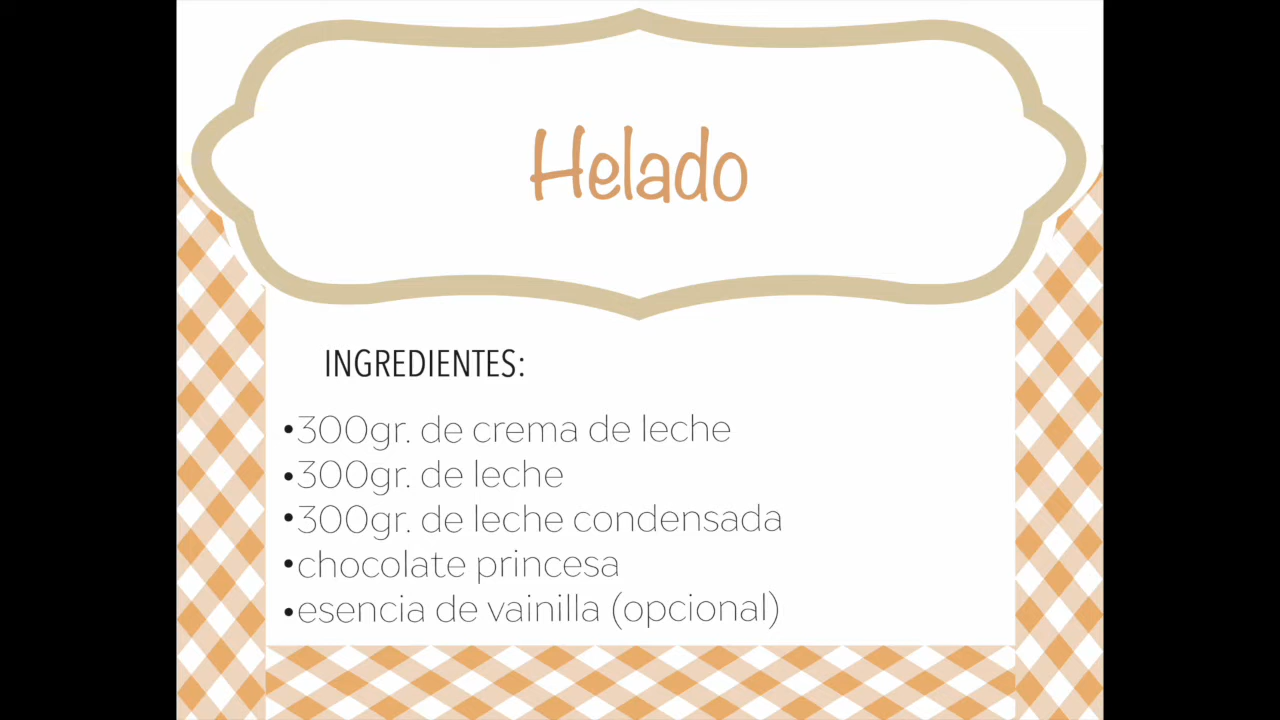 Helado
INGREDIENTES:
•300gr. de crema de leche
•300gr. de leche
•300gr. de leche condensada
•chocolate princesa
•esencia de vainilla (opcional)